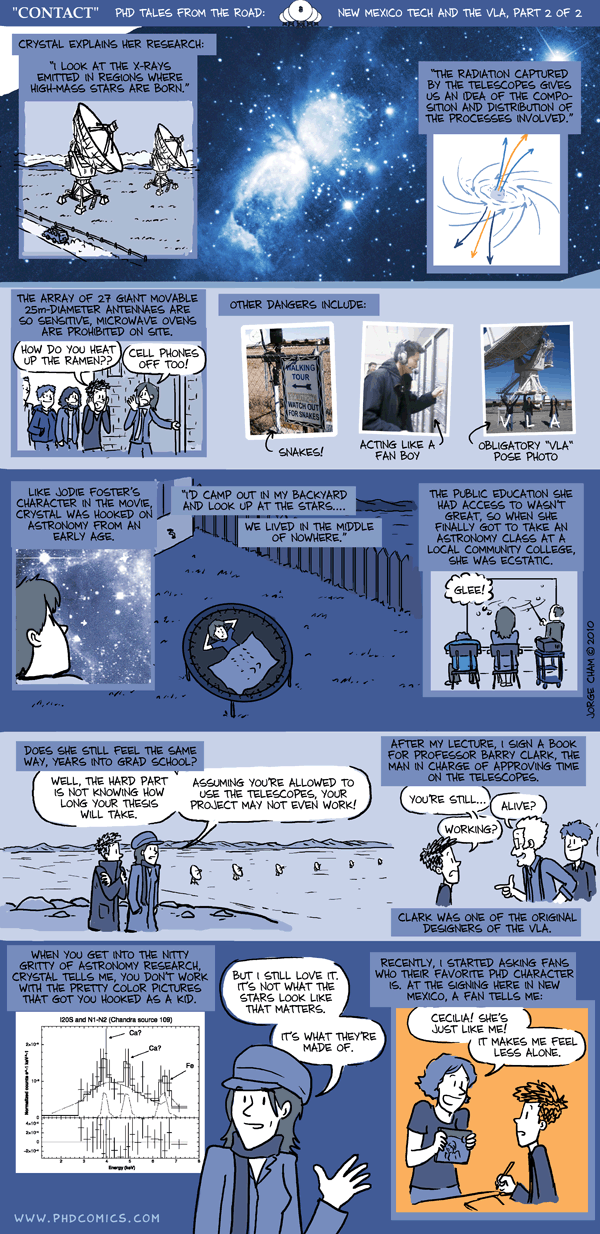 "CONTACT" PHD TALES FROM THE ROAD: NEW MEXICO TECH AND THE VLA, PART 2 OF 2
CRYSTAL EXPLAINS HER RESEARCH:
"I LOOK AT THE X-RAYS
EMITTED IN REGIONS WHERE
HIGH-MASS STARS ARE BORN."
"THE RADIATION CAPTURED
BY THE TELESCOPES GIVES
US AN IDEA OF THE COMPO-
SITION AND DISTRIBUTION OF
THE PROCESSES INVOLVED."
THE ARRAY OF 27 GIANT MOVABLE
25m-DIAMETER ANTENNAES ARE
SO SENSITIVE, MICROWAVE OVENS
ARE PROHIBITED ON SITE.
HOW DO YOU HEAT
UP THE RAMEN??
CELL PHONES
OFF TOO!
OTHER DANGERS INCLUDE:
WALKING
TOUR
WATCH OUT
FOR SNAKES
SNAKES!
ACTING LIKE A
FAN BOY
V L A
OBLIGATORY "VLA"
POSE PHOTO
LIKE JODIE FOSTER'S
CHARACTER IN THE MOVIE,
CRYSTAL WAS HOOKED ON
ASTRONOMY FROM AN
EARLY AGE.
"I'D CAMP OUT IN MY BACKYARD
AND LOOK UP AT THE STARS....
WE LIVED IN THE MIDDLE
OF NOWHERE."
THE PUBLIC EDUCATION SHE
HAD ACCESS TO WASN'T
GREAT, SO WHEN SHE
FINALLY GOT TO TAKE AN
ASTRONOMY CLASS AT A
LOCAL COMMUNITY COLLEGE,
SHE WAS ECSTATIC.
GLEE!
JORGE CHAM © 2010
DOES SHE STILL FEEL THE SAME
WAY, YEARS INTO GRAD SCHOOL?
WELL, THE HARD PART
IS NOT KNOWING HOW
LONG YOUR THESIS
WILL TAKE.
ASSUMING YOU'RE ALLOWED TO
USE THE TELESCOPES, YOUR
PROJECT MAY NOT EVEN WORK!
AFTER MY LECTURE, I SIGN A BOOK
FOR PROFESSOR BARRY CLARK, THE
MAN IN CHARGE OF APPROVING TIME
ON THE TELESCOPES.
YOU'RE STILL...
WORKING?
ALIVE?
CLARK WAS ONE OF THE ORIGINAL
DESIGNERS OF THE VLA.
WHEN YOU GET INTO THE NITTY
GRITTY OF ASTRONOMY RESEARCH,
CRYSTAL TELLS ME, YOU DON'T WORK
WITH THE PRETTY COLOR PICTURES
THAT GOT YOU HOOKED AS A KID.
I20S and N1-N2 (Chandra source 109)
Ca?
Ca?
Fe
2 3 4 5 6 7 8
Energy (keV)
BUT I STILL LOVE IT.
IT'S NOT WHAT THE
STARS LOOK LIKE
THAT MATTERS.
IT'S WHAT THEY'RE
MADE OF.
RECENTLY, I STARTED ASKING FANS
WHO THEIR FAVORITE PHD CHARACTER
IS. AT THE SIGNING HERE IN NEW
MEXICO, A FAN TELLS ME:
CECILIA! SHE'S
JUST LIKE ME!
IT MAKES ME FEEL
LESS ALONE.
WWW.PHDCOMICS.COM